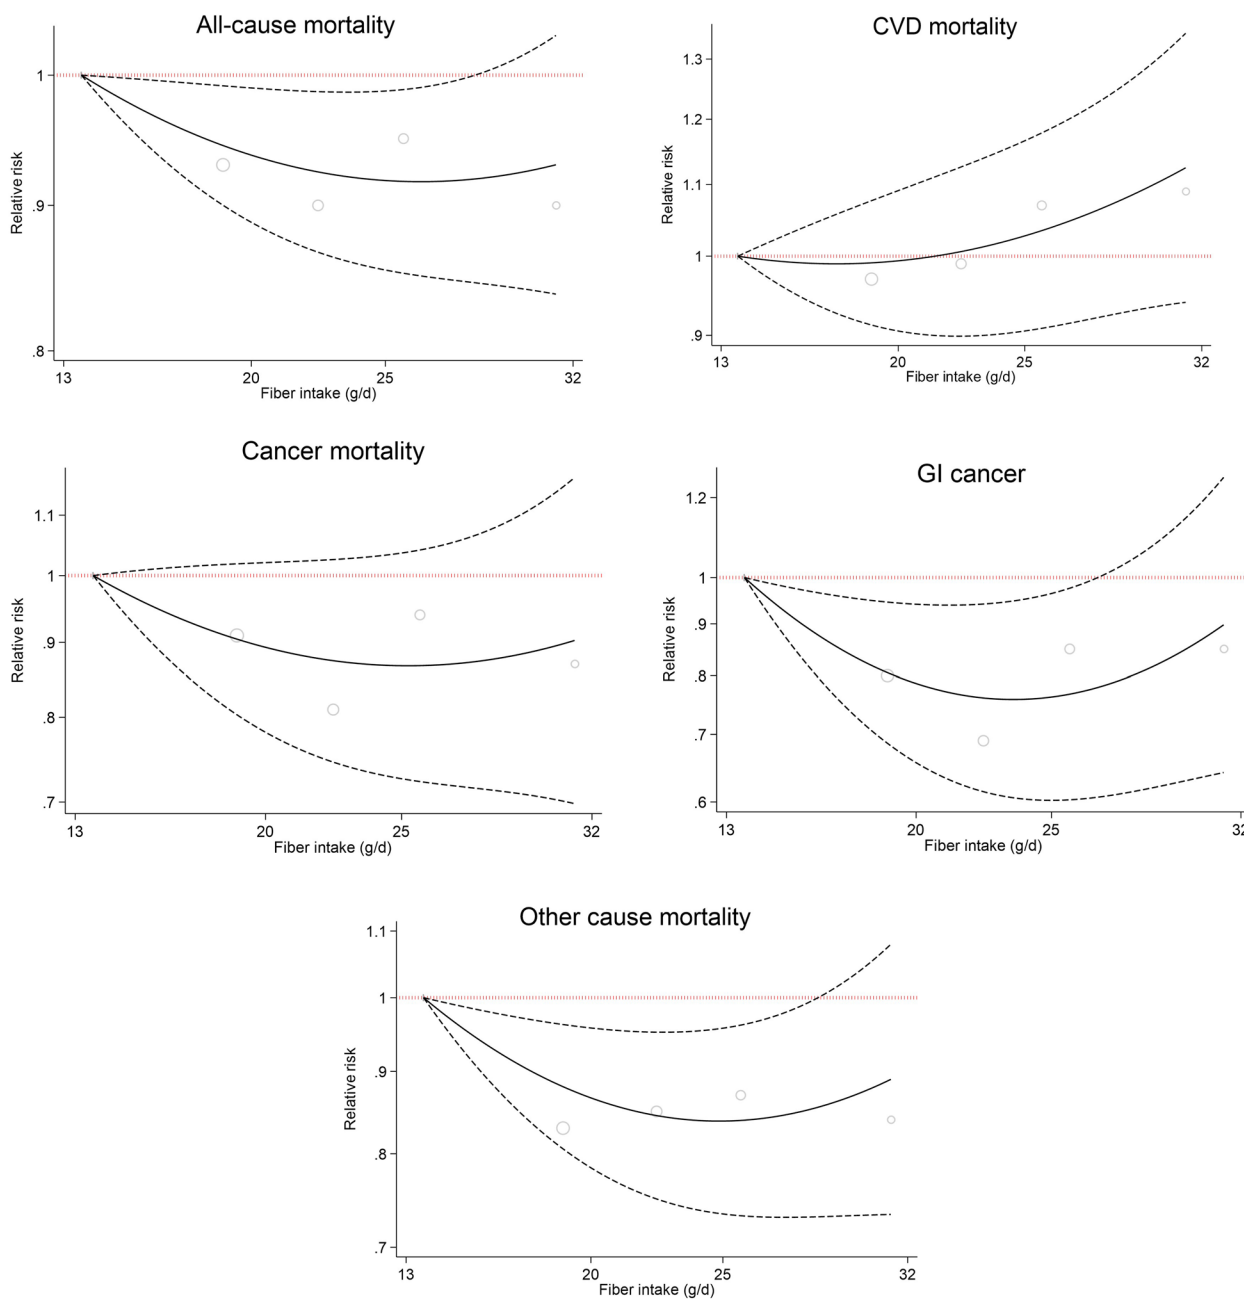 All-cause mortality
1
.9
.8
Relative risk
13 20 25 32
Fiber intake (g/d)
CVD mortality
1.3
1.2
1.1
1
.9
Relative risk
13 20 25 32
Fiber intake (g/d)
Cancer mortality
1.1
1
.9
.8
.7
Relative risk
13 20 25 32
Fiber intake (g/d)
GI cancer
1.2
1
.9
.8
.7
.6
Relative risk
13 20 25 32
Fiber intake (g/d)
Other cause mortality
1.1
1
.9
.8
.7
Relative risk
13 20 25 32
Fiber intake (g/d)